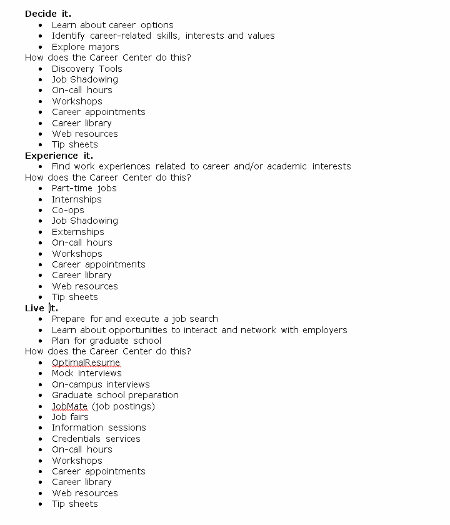 Decide it.
• Learn about career options
• Identify career-related skills, interests and values
• Explore majors
How does the Career Center do this?
• Discovery Tools
• Job Shadowing
• On-call hours
• Workshops
• Career appointments
• Career library
• Web resources
• Tip sheets
Experience it.
• Find work experiences related to career and/or academic interests
How does the Career Center do this?
• Part-time jobs
• Internships
• Co-ops
• Job Shadowing
• Externships
• On-call hours
• Workshops
• Career appointments
• Career library
• Web resources
• Tip sheets
Live it.
• Prepare for and execute a job search
• Learn about opportunities to interact and network with employers
• Plan for graduate school
How does the Career Center do this?
• OptimalResume
• Mock interviews
• On-campus interviews
• Graduate school preparation
• JobMate (job postings)
• Job fairs
• Information sessions
• Credentials services
• On-call hours
• Workshops
• Career appointments
• Career library
• Web resources
• Tip sheets